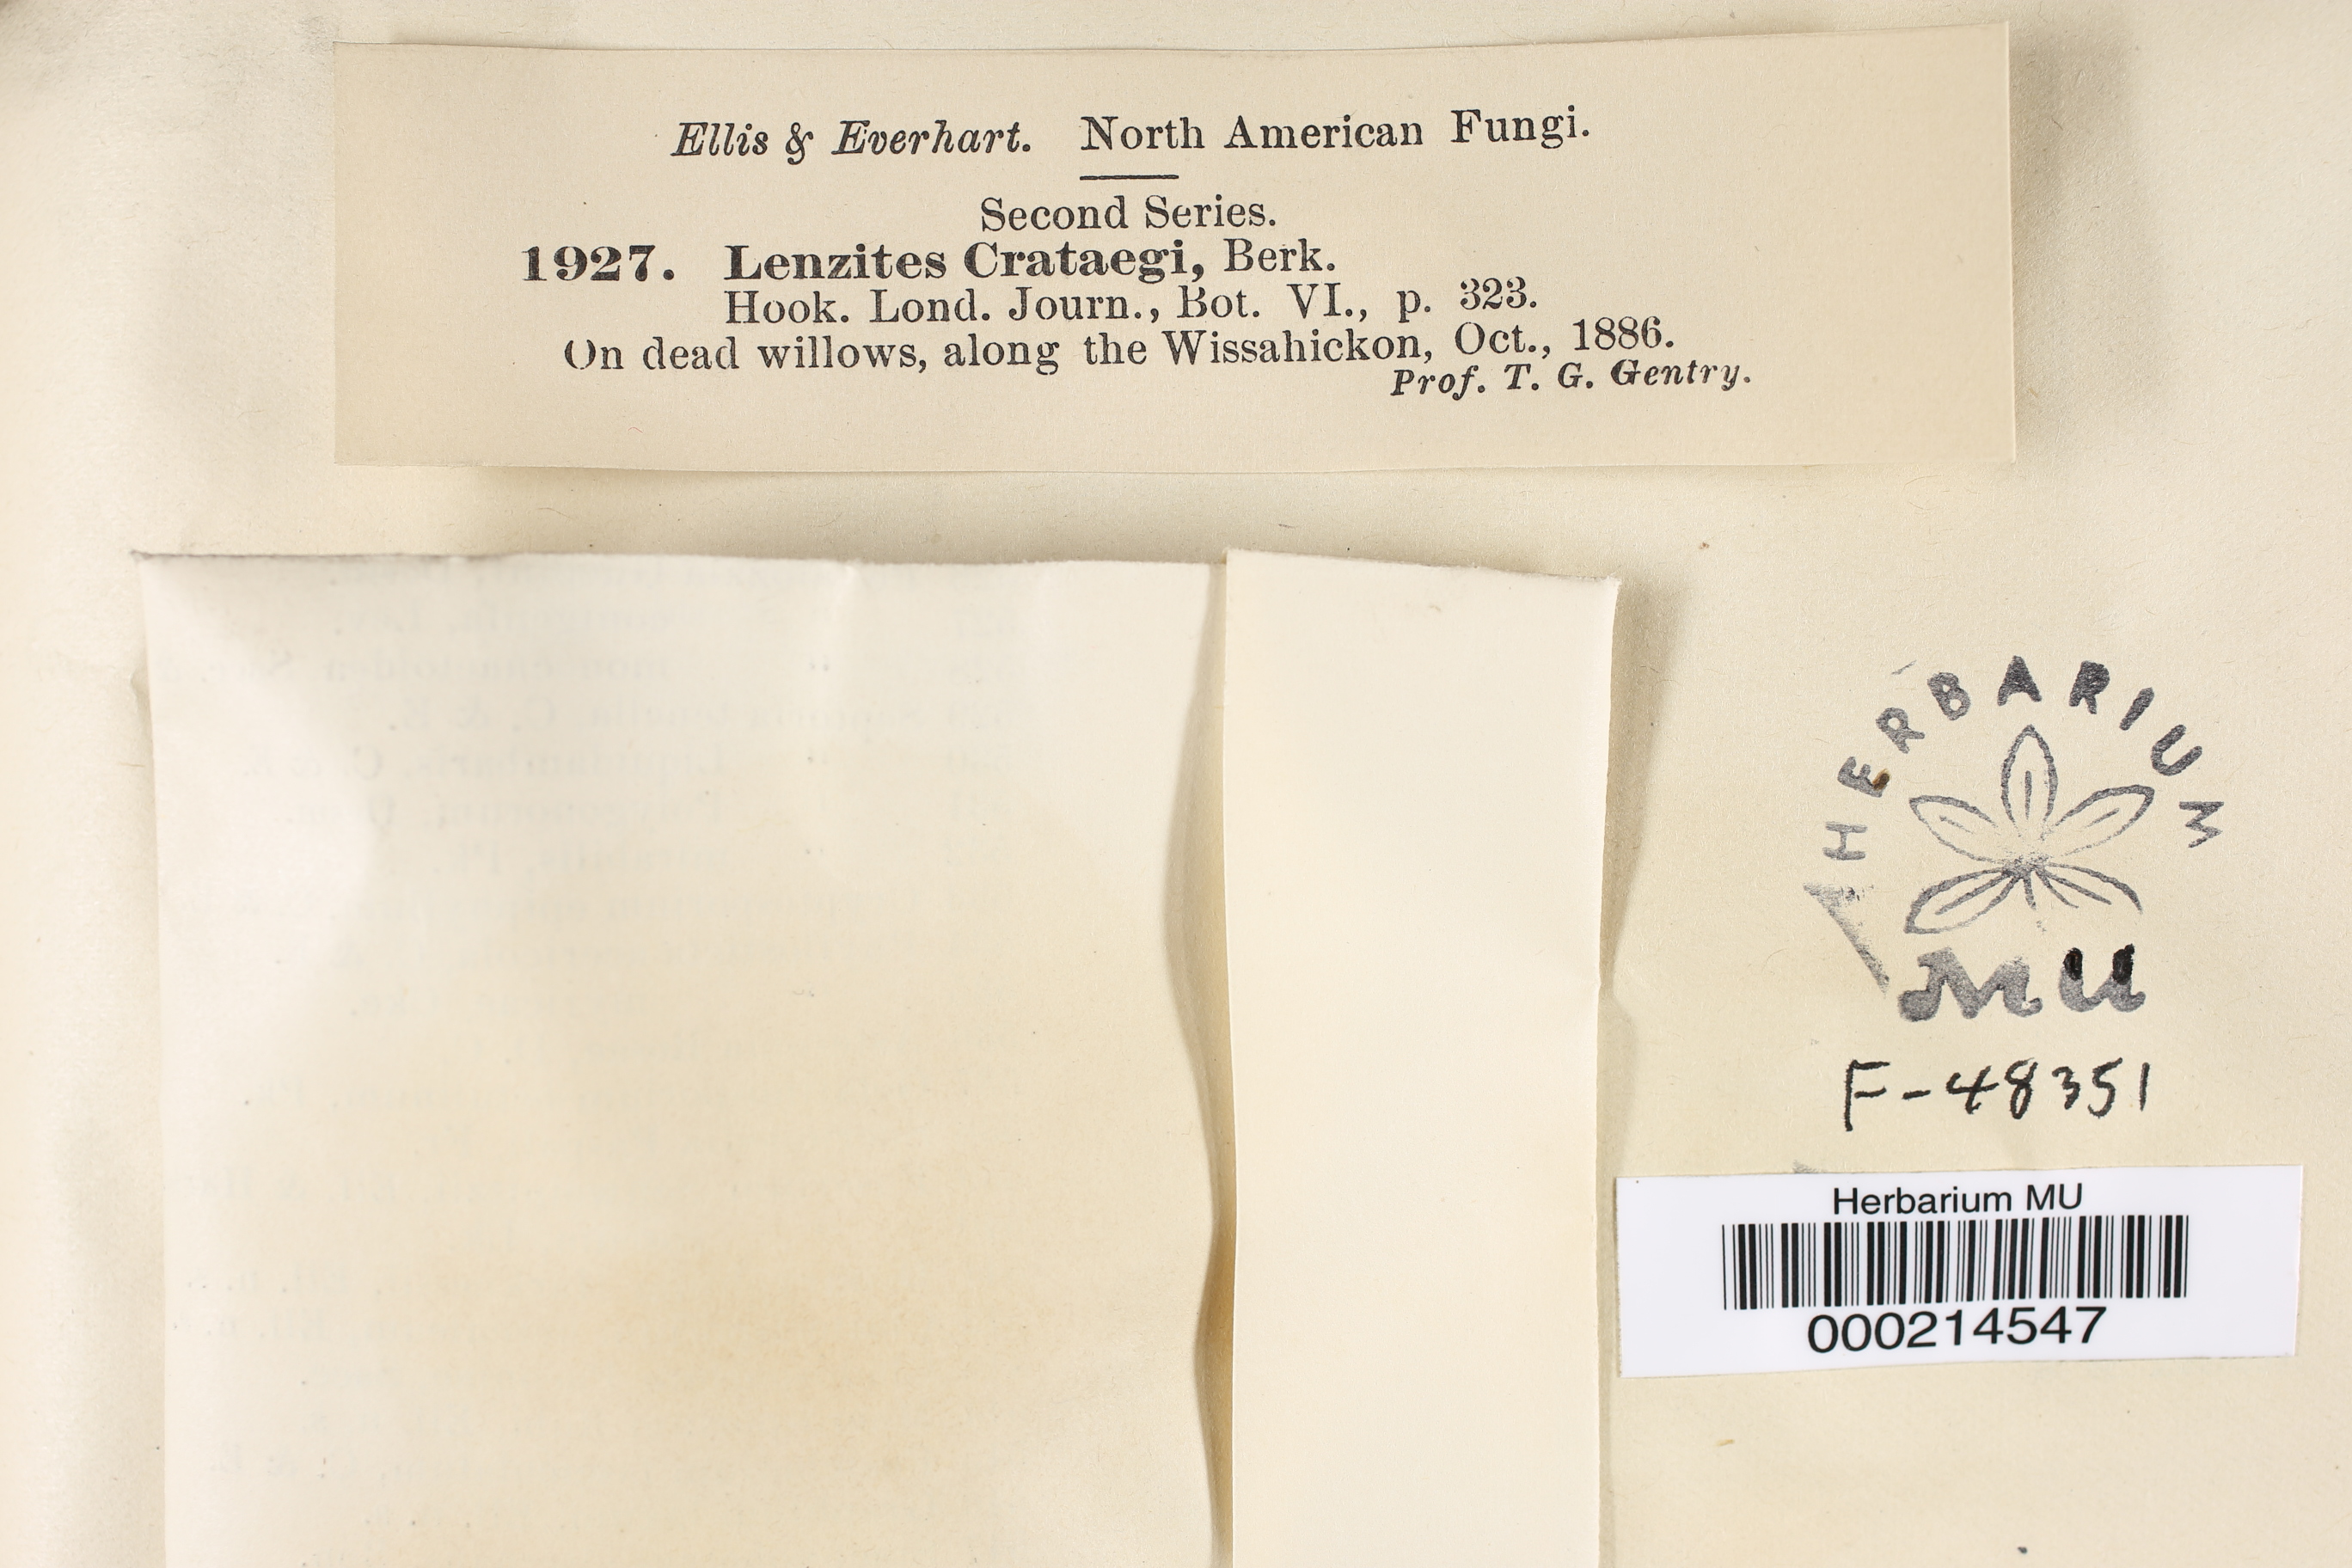 Ellis & Everhart. North American Fungi.
Second Series.
1927. Lenzites Crataegi, Berk.
Hook. Lond. Journ., Bot. VI., p. 323.
On dead willows, along the Wissahickon, Oct., 1886.
Prof. T. G. Gentry.
HERBARIUM
MU
F-48351
Herbarium MU
000214547